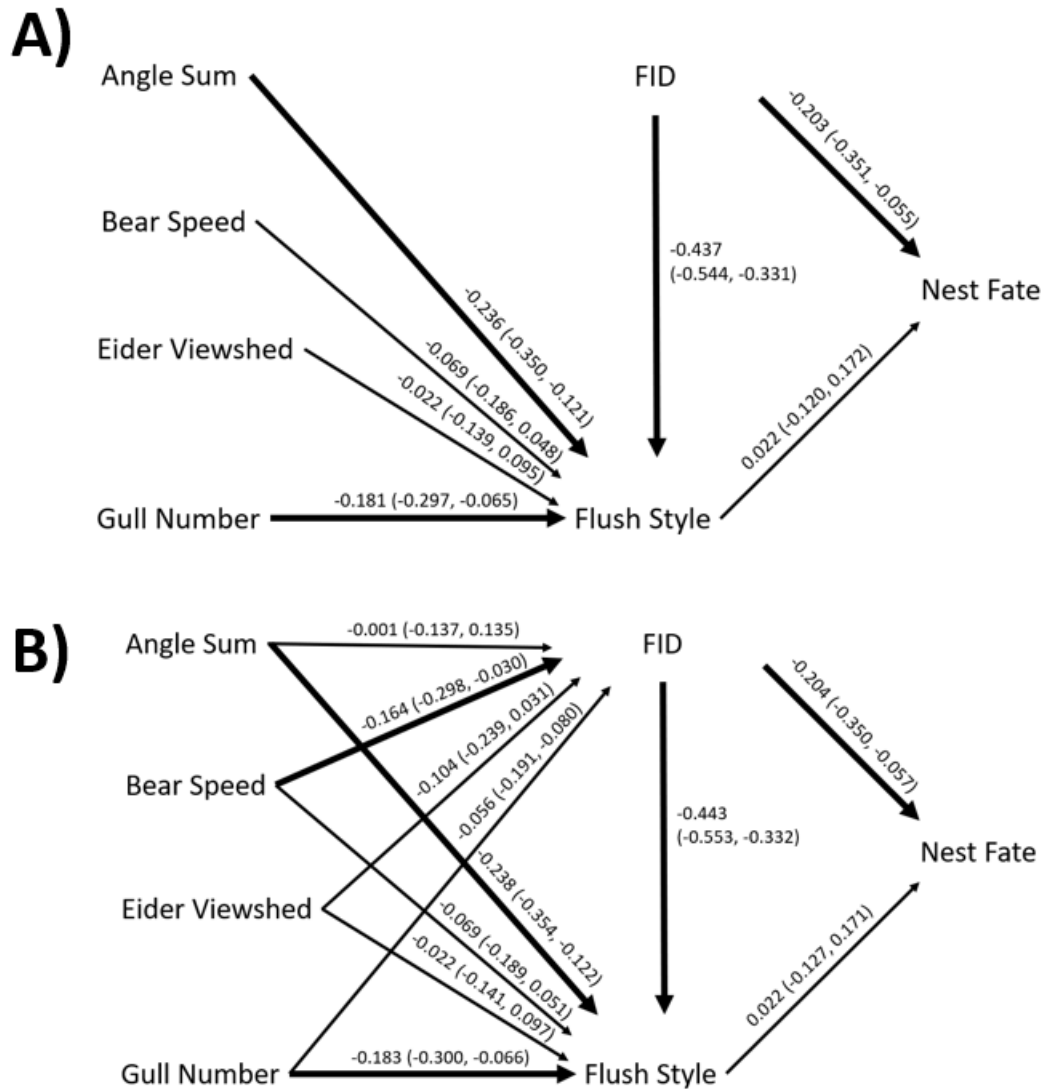 A)
Angle Sum
FID
-0.203 (-0.351, -0.055)
Bear Speed
-0.437
(-0.544, -0.331)
Nest Fate
Eider Viewshed
-0.236 (-0.350, -0.121)
-0.069 (-0.186, 0.048)
-0.022 (-0.139, 0.095)
0.022 (-0.120, 0.172)
Gull Number
-0.181 (-0.297, -0.065)
Flush Style
B)
Angle Sum
-0.001 (-0.137, 0.135)
FID
-0.164 (-0.298, -0.030)
-0.204 (-0.350, -0.057)
Bear Speed
-0.104 (-0.239, 0.031)
-0.056 (-0.191, -0.080)
-0.443
(-0.553, -0.332)
Nest Fate
Eider Viewshed
-0.238 (-0.354, -0.122)
-0.069 (-0.189, 0.051)
-0.022 (-0.141, 0.097)
0.022 (-0.127, 0.171)
Gull Number
-0.183 (-0.300, -0.066)
Flush Style